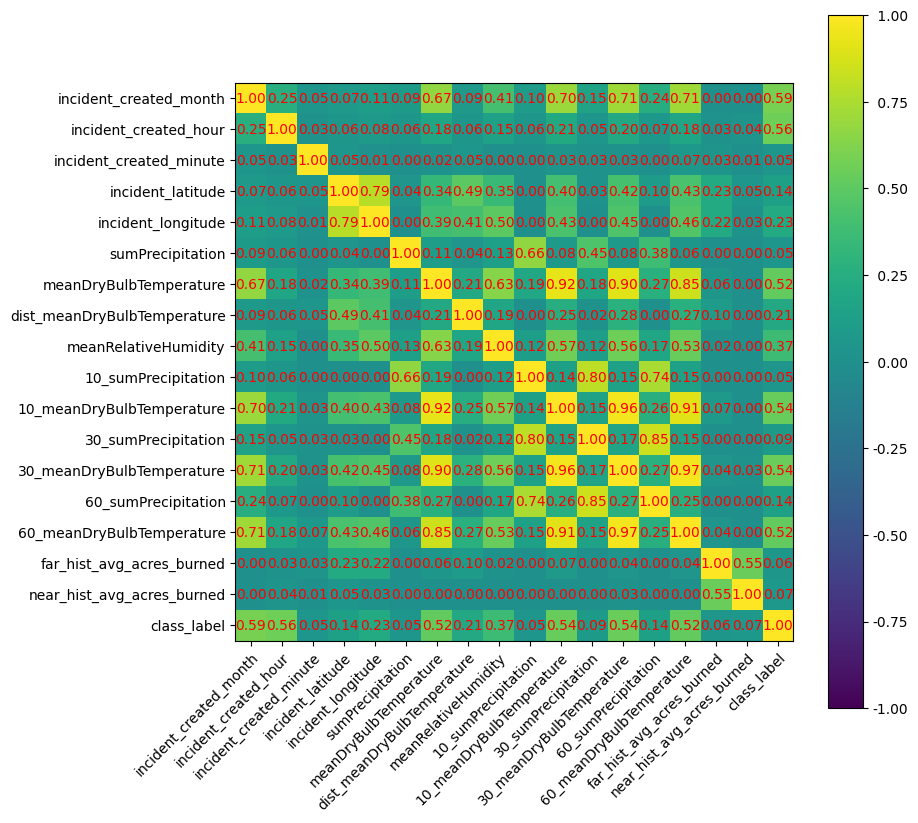 incident_created_month 1.00 0.25 0.05 0.07 0.11 0.09 0.67 0.09 0.41 0.10 0.70 0.15 0.71 0.24 0.71 0.00 0.00 0.59
incident_created_hour 0.25 1.00 0.03 0.06 0.08 0.06 0.18 0.06 0.15 0.06 0.21 0.05 0.20 0.07 0.18 0.03 0.04 0.56
incident_created_minute 0.05 0.03 1.00 0.05 0.01 0.00 0.02 0.05 0.00 0.00 0.03 0.03 0.03 0.00 0.07 0.03 0.01 0.05
incident_latitude 0.07 0.06 0.05 1.00 0.79 0.04 0.34 0.49 0.35 0.00 0.40 0.03 0.42 0.10 0.43 0.23 0.05 0.14
incident_longitude 0.11 0.08 0.01 0.79 1.00 0.00 0.39 0.41 0.50 0.00 0.43 0.00 0.45 0.00 0.46 0.22 0.03 0.23
sumPrecipitation 0.09 0.06 0.00 0.04 0.00 1.00 0.11 0.04 0.13 0.66 0.08 0.45 0.08 0.38 0.06 0.00 0.00 0.05
meanDryBulbTemperature 0.67 0.18 0.02 0.34 0.39 0.11 1.00 0.21 0.63 0.19 0.92 0.18 0.90 0.27 0.85 0.06 0.00 0.52
dist_meanDryBulbTemperature 0.09 0.06 0.05 0.49 0.41 0.04 0.21 1.00 0.19 0.00 0.25 0.02 0.28 0.00 0.27 0.10 0.00 0.21
meanRelativeHumidity 0.41 0.15 0.00 0.35 0.50 0.13 0.63 0.19 1.00 0.12 0.57 0.12 0.56 0.17 0.53 0.02 0.00 0.37
10_sumPrecipitation 0.10 0.06 0.00 0.00 0.00 0.66 0.19 0.00 0.12 1.00 0.14 0.80 0.15 0.74 0.15 0.00 0.00 0.05
10_meanDryBulbTemperature 0.70 0.21 0.03 0.40 0.43 0.08 0.92 0.25 0.57 0.14 1.00 0.15 0.96 0.26 0.91 0.07 0.00 0.54
30_sumPrecipitation 0.15 0.05 0.03 0.03 0.00 0.45 0.18 0.02 0.12 0.80 0.15 1.00 0.17 0.85 0.15 0.00 0.00 0.09
30_meanDryBulbTemperature 0.71 0.20 0.03 0.42 0.45 0.08 0.90 0.28 0.56 0.15 0.96 0.17 1.00 0.27 0.97 0.04 0.03 0.54
60_sumPrecipitation 0.24 0.07 0.00 0.10 0.00 0.38 0.27 0.00 0.17 0.74 0.26 0.85 0.27 1.00 0.25 0.00 0.00 0.14
60_meanDryBulbTemperature 0.71 0.18 0.07 0.43 0.46 0.06 0.85 0.27 0.53 0.15 0.91 0.15 0.97 0.25 1.00 0.04 0.00 0.52
far_hist_avg_acres_burned 0.00 0.03 0.03 0.23 0.22 0.00 0.06 0.10 0.02 0.00 0.07 0.00 0.04 0.00 0.04 1.00 0.55 0.06
near_hist_avg_acres_burned 0.00 0.04 0.01 0.05 0.03 0.00 0.00 0.00 0.00 0.00 0.00 0.00 0.03 0.00 0.00 0.55 1.00 0.07
class_label 0.59 0.56 0.05 0.14 0.23 0.05 0.52 0.21 0.37 0.05 0.54 0.09 0.54 0.14 0.52 0.06 0.07 1.00
incident_created_month
incident_created_hour
incident_created_minute
incident_latitude
incident_longitude
sumPrecipitation
meanDryBulbTemperature
dist_meanDryBulbTemperature
meanRelativeHumidity
10_sumPrecipitation
10_meanDryBulbTemperature
30_sumPrecipitation
30_meanDryBulbTemperature
60_sumPrecipitation
60_meanDryBulbTemperature
far_hist_avg_acres_burned
near_hist_avg_acres_burned
class_label
1.00
0.75
0.50
0.25
0.00
-0.25
-0.50
-0.75
-1.00